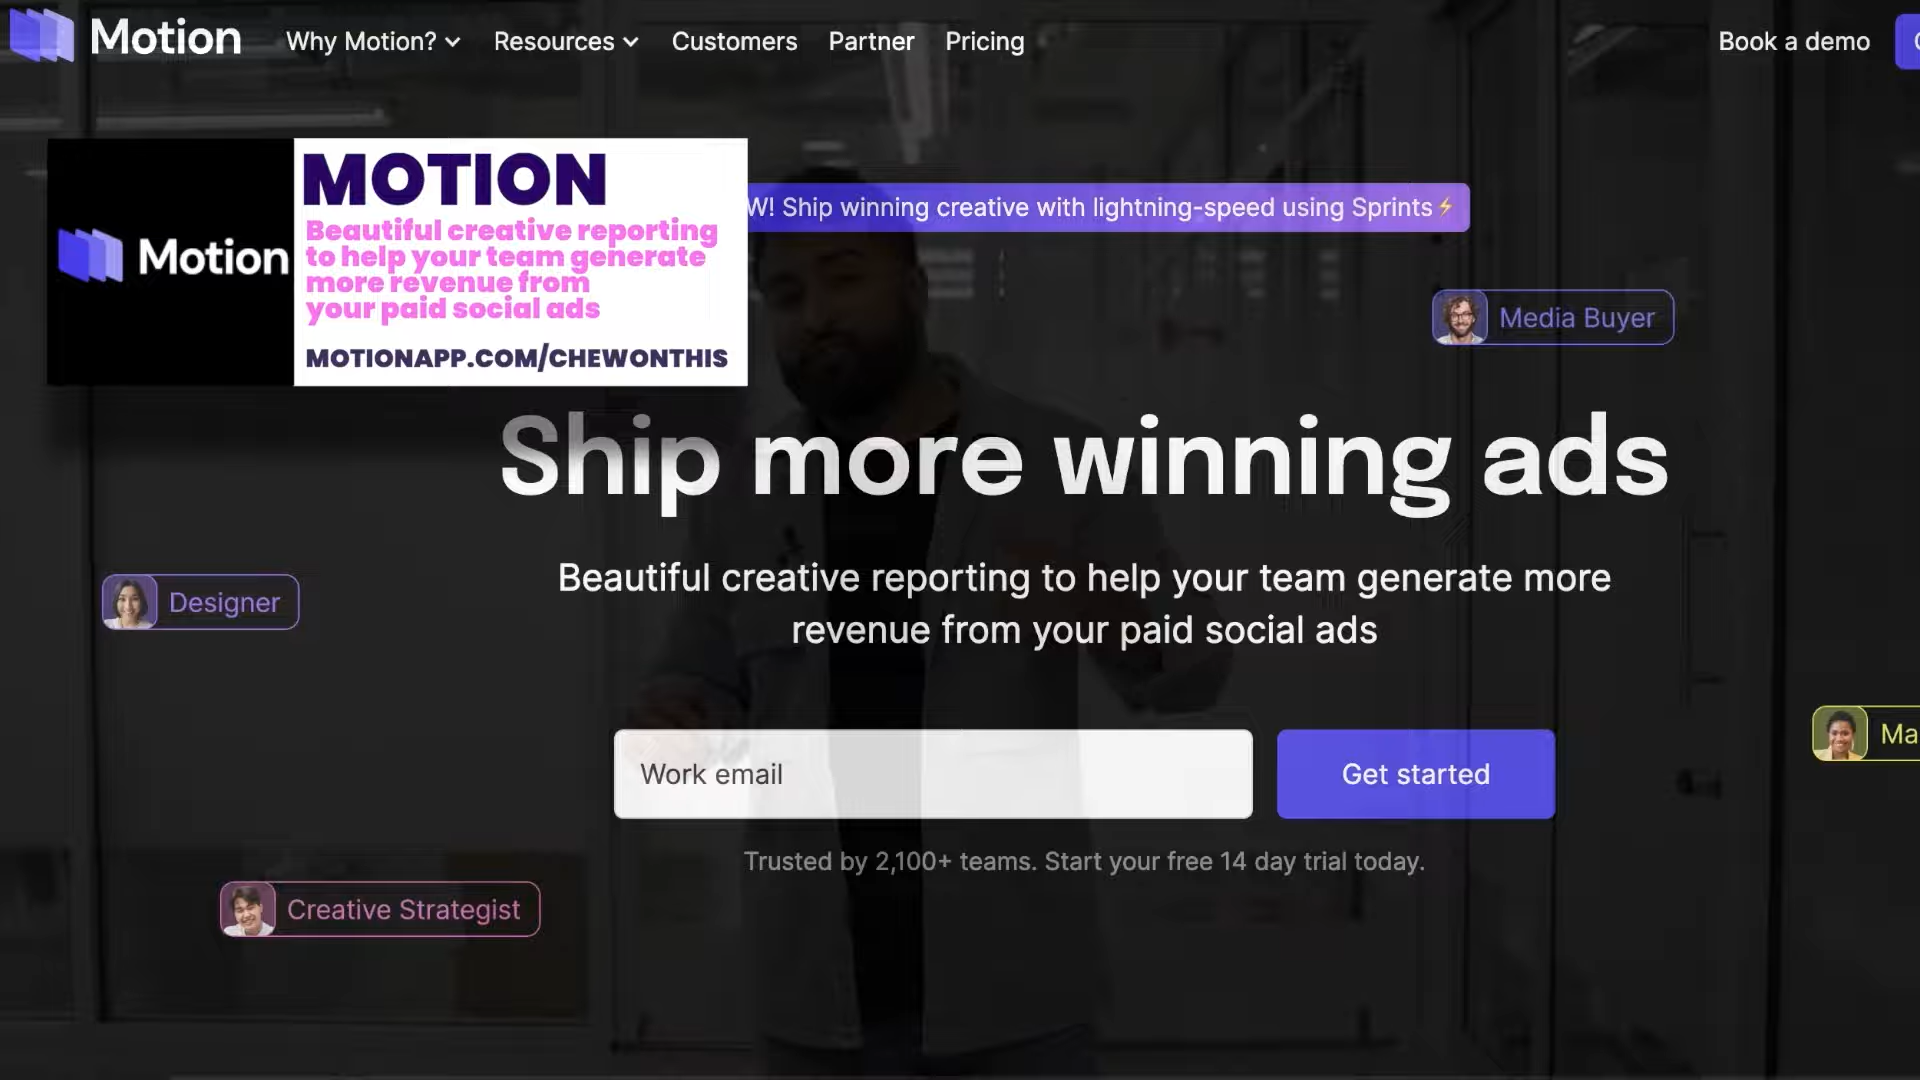 Motion
Why Motion?
Resources
Customers
Partner
Pricing
Book a demo
MOTION
Beautiful creative reporting
to help your team generate
more revenue from
your paid social ads
MOTIONAPP.COM/CHEWONTHIS
Motion
Ship winning creative with lightning-speed using Sprints⚡
Media Buyer
Ship more winning ads
Beautiful creative reporting to help your team generate more
revenue from your paid social ads
Designer
Work email
Get started
Trusted by 2,100+ teams. Start your free 14 day trial today.
Creative Strategist